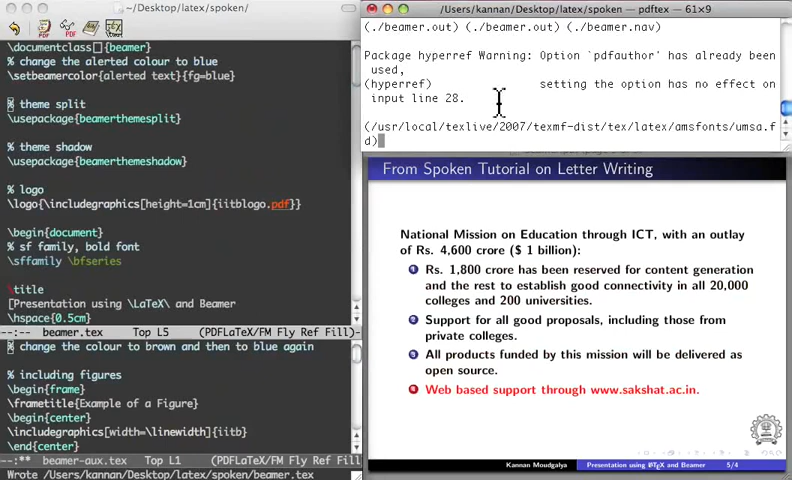 ~/Desktop/latex/spoken/
\documentclass[]{beamer}
% change the alerted colour to blue
\setbeamercolor{alerted text}{fg=blue}
% theme split
\usepackage{beamerthemesplit}
% theme shadow
\usepackage{beamerthemeshadow}
% logo
\logo{\includegraphics[height=1cm]{iitblogo.pdf}}
\begin{document}
% sf family, bold font
\sffamily \bfseries
\title
[Presentation using \LaTeX\ and Beamer
\hspace{0.5cm}
--:-- beamer.tex Top L5 (PDFLaTeX/FM Fly Ref Fill)-
% change the colour to brown and then to blue again
% including figures
\begin{frame}
\frametitle{Example of a Figure}
\begin{center}
\includegraphics[width=\linewidth]{iitb}
\end{center}
--:** beamer-aux.tex Top L1 (PDFLaTeX/FM Fly Ref Fill
Wrote /Users/kannan/Desktop/latex/spoken/beamer.tex
/Users/kannan/Desktop/latex/spoken — pdftex — 61×9
(./beamer.out) (./beamer.out) (./beamer.nav)
Package hyperref Warning: Option `pdfauthor' has already been
used,
(hyperref) setting the option has no effect on
input line 28.
(/usr/local/texlive/2007/texmf-dist/tex/latex/amsfonts/umsa.f
d)
From Spoken Tutorial on Letter Writing
National Mission on Education through ICT, with an outlay
of Rs. 4,600 crore ($ 1 billion):
1 Rs. 1,800 crore has been reserved for content generation
and the rest to establish good connectivity in all 20,000
colleges and 200 universities.
2 Support for all good proposals, including those from
private colleges.
3 All products funded by this mission will be delivered as
open source.
4 Web based support through www.sakshat.ac.in.
Kannan Moudgalya Presentation using LATEX and Beamer 5/4